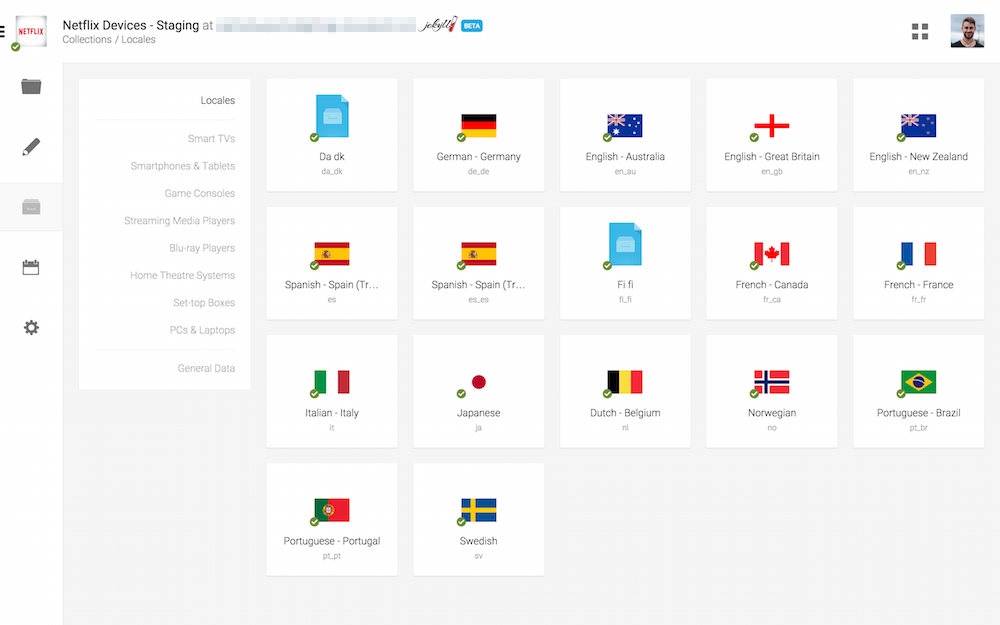 NETFLIX
Netflix Devices - Staging at
jekyll
BETA
Collections / Locales
Locales
Smart TVs
Smartphones & Tablets
Game Consoles
Streaming Media Players
Blu-ray Players
Home Theatre Systems
Set-top Boxes
PCs & Laptops
General Data
Da dk
da_dk
German - Germany
de_de
English - Australia
en_au
English - Great Britain
en_gb
English - New Zealand
en_nz
Spanish - Spain (Tr...
es
Spanish - Spain (Tr...
es_es
Fi fi
fi_fi
French - Canada
fr_ca
French - France
fr_fr
Italian - Italy
it
Japanese
ja
Dutch - Belgium
nl
Norwegian
no
Portuguese - Brazil
pt_br
Portuguese - Portugal
pt_pt
Swedish
sv